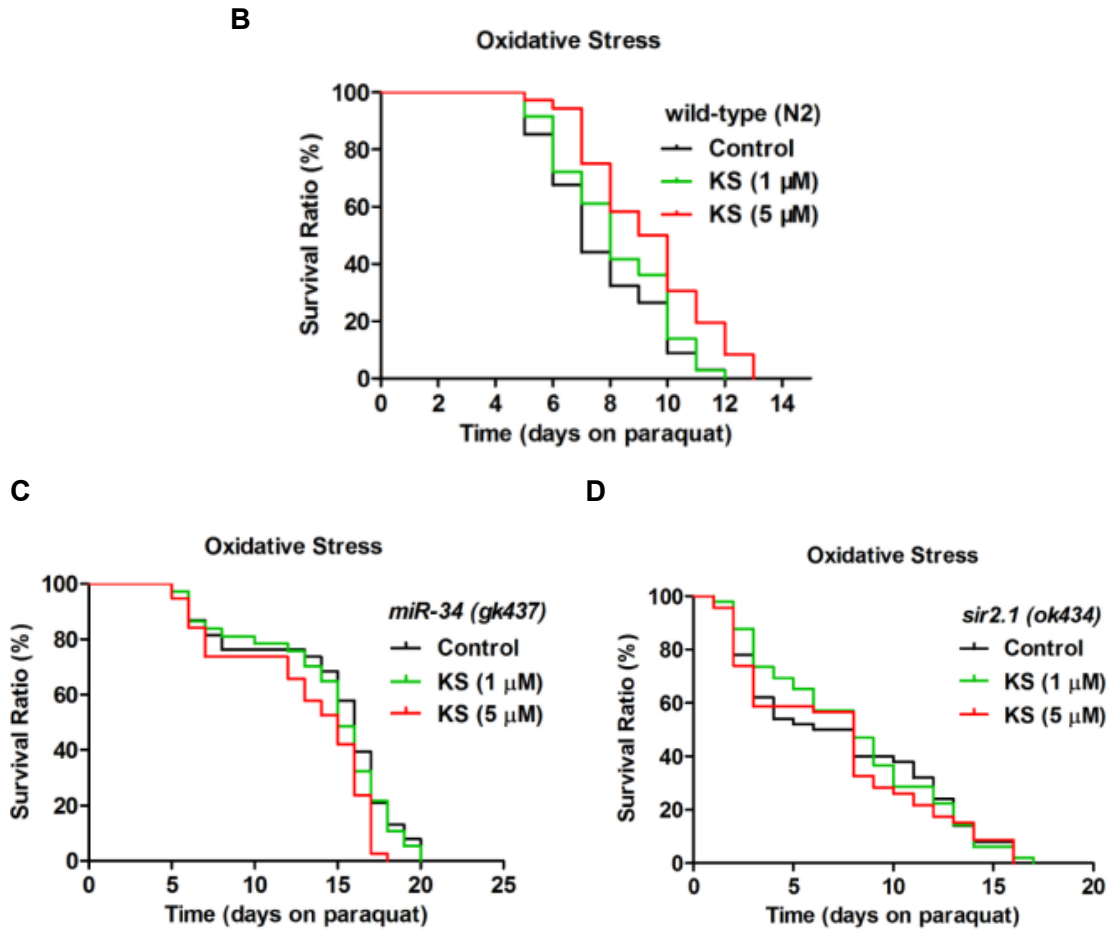 B
Oxidative Stress
wild-type (N2)
Control
KS (1 µM)
KS (5 µM)
Survival Ratio (%)
100
80
60
40
20
0
0 2 4 6 8 10 12 14
Time (days on paraquat)
C
Oxidative Stress
miR-34 (gk437)
Control
KS (1 µM)
KS (5 µM)
Survival Ratio (%)
100
80
60
40
20
0
0 5 10 15 20 25
Time (days on paraquat)
D
Oxidative Stress
sir2.1 (ok434)
Control
KS (1 µM)
KS (5 µM)
Survival Ratio (%)
100
80
60
40
20
0
0 5 10 15 20
Time (days on paraquat)